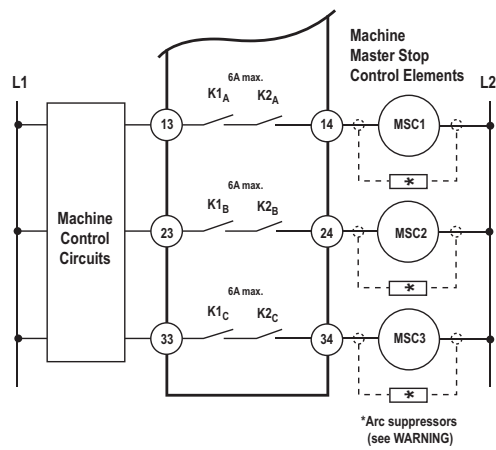 Machine
Master Stop
Control Elements
L1
L2
6A max.
K1A K2A
13
14
MSC1
*
6A max.
K1B K2B
Machine
Control
Circuits
23
24
MSC2
*
6A max.
K1C K2C
33
34
MSC3
*
*Arc suppressors
(see WARNING)